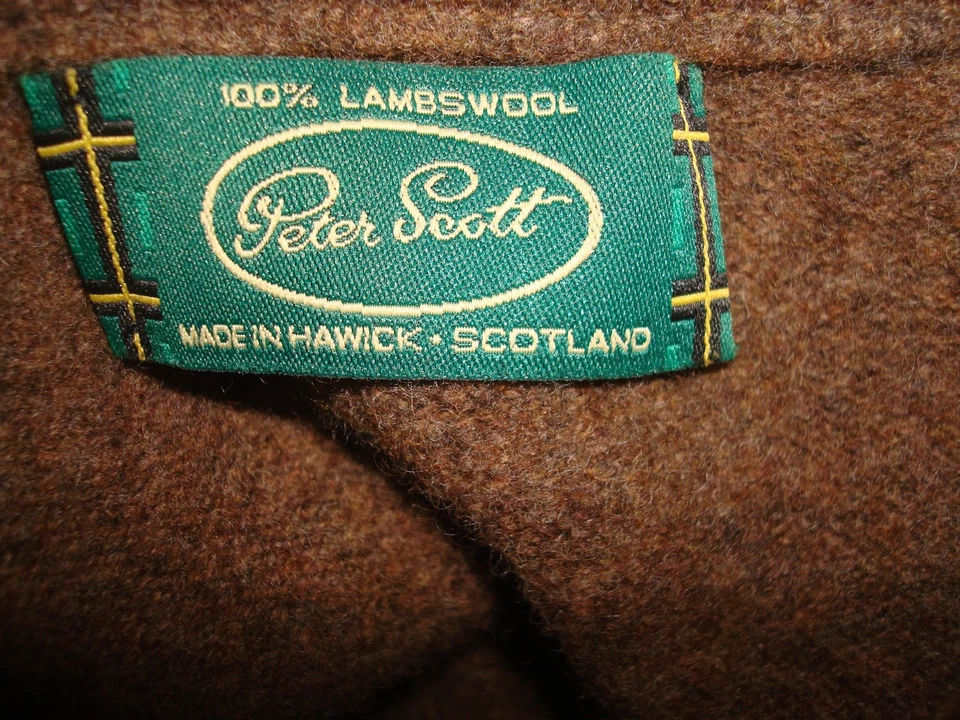 100% LAMBSWOOL
Peter Scott
MADE IN HAWICK • SCOTLAND